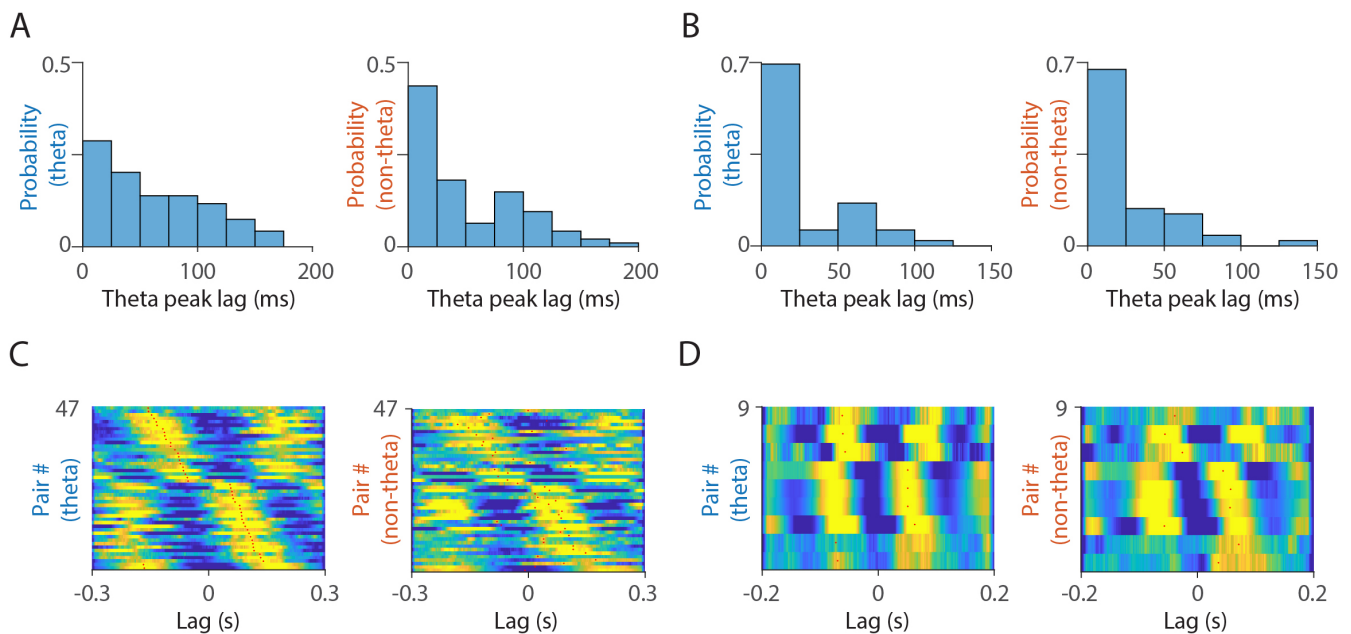 A
0.5
0
Probability
(theta)
0 100 200
Theta peak lag (ms)
0.5
0
Probability
(non-theta)
0 100 200
Theta peak lag (ms)
B
0.7
0
Probability
(theta)
0 50 100 150
Theta peak lag (ms)
0.7
0
Probability
(non-theta)
0 50 100 150
Theta peak lag (ms)
C
47
Pair #
(theta)
-0.3 0 0.3
Lag (s)
47
Pair #
(non-theta)
-0.3 0 0.3
Lag (s)
D
9
Pair #
(theta)
-0.2 0 0.2
Lag (s)
9
Pair #
(non-theta)
-0.2 0 0.2
Lag (s)